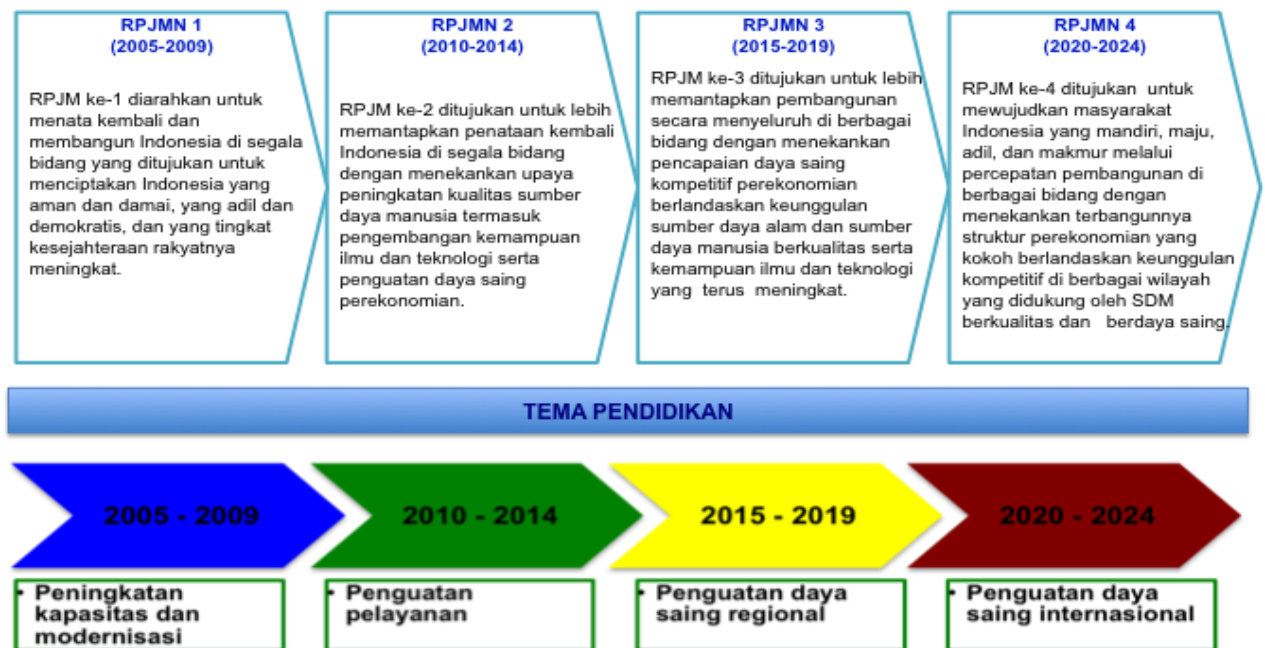 RPJMN 1
(2005-2009)
RPJM ke-1 diarahkan untuk
menata kembali dan
membangun Indonesia di segala
bidang yang ditujukan untuk
menciptakan Indonesia yang
aman dan damai, yang adil dan
demokratis, dan yang tingkat
kesejahteraan rakyatnya
meningkat.
RPJMN 2
(2010-2014)
RPJM ke-2 ditujukan untuk lebih
memantapkan penataan kembali
Indonesia di segala bidang
dengan menekankan upaya
peningkatan kualitas sumber
daya manusia termasuk
pengembangan kemampuan
ilmu dan teknologi serta
penguatan daya saing
perekonomian.
RPJMN 3
(2015-2019)
RPJM ke-3 ditujukan untuk lebih
memantapkan pembangunan
secara menyeluruh di berbagai
bidang dengan menekankan
pencapaian daya saing
kompetitif perekonomian
berlandaskan keunggulan
sumber daya alam dan sumber
daya manusia berkualitas serta
kemampuan ilmu dan teknologi
yang terus meningkat.
RPJMN 4
(2020-2024)
RPJM ke-4 ditujukan untuk
mewujudkan masyarakat
Indonesia yang mandiri, maju,
adil, dan makmur melalui
percepatan pembangunan di
berbagai bidang dengan
menekankan terbangunnya
struktur perekonomian yang
kokoh berlandaskan keunggulan
kompetitif di berbagai wilayah
yang didukung oleh SDM
berkualitas dan berdaya saing.
TEMA PENDIDIKAN
2005 - 2009
2010 - 2014
2015 - 2019
2020 - 2024
• Peningkatan
kapasitas dan
modernisasi
• Penguatan
pelayanan
• Penguatan daya
saing regional
• Penguatan daya
saing internasional